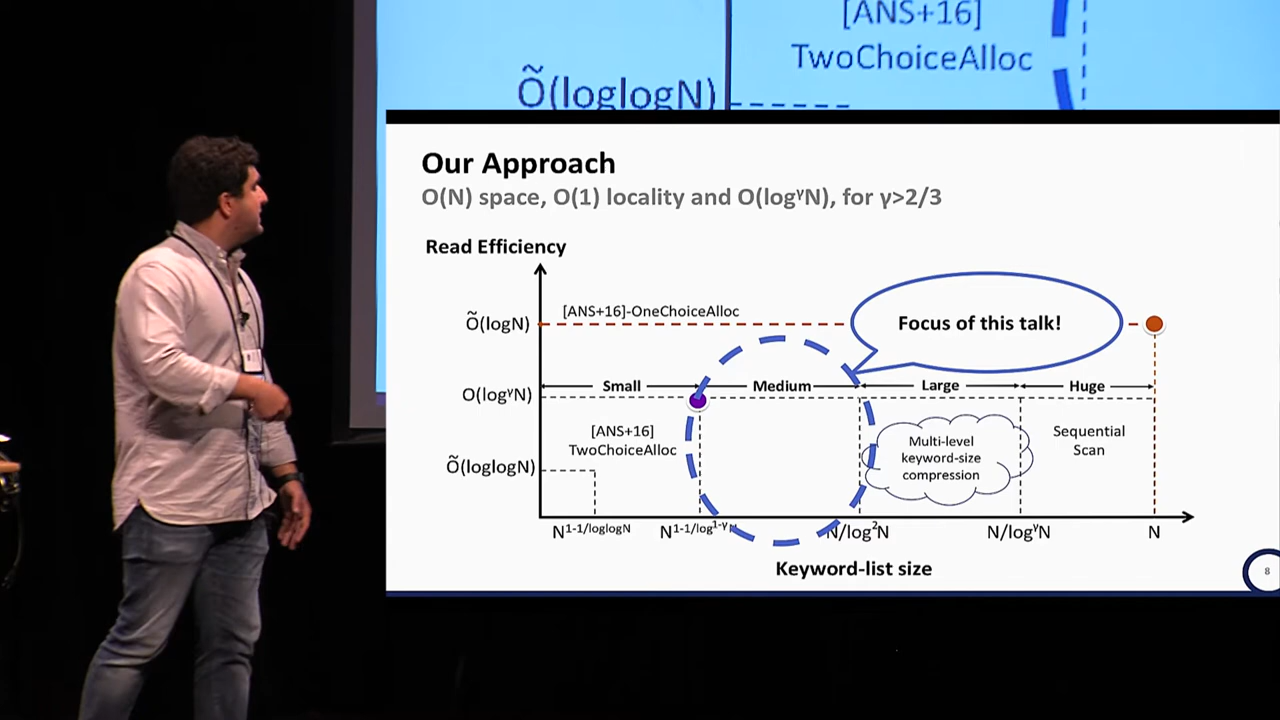 [ANS+16]
TwoChoiceAlloc
Õ(loglogN)
Our Approach
O(N) space, O(1) locality and O(logᵞN), for γ>2/3
Read Efficiency
Õ(logN)
[ANS+16]-OneChoiceAlloc
Focus of this talk!
Small
Medium
Large
Huge
O(logᵞN)
[ANS+16]
TwoChoiceAlloc
Multi-level
keyword-size
compression
Sequential
Scan
Õ(loglogN)
N^1-1/loglogN
N^1-1/log^1-γ N
N/log²N
N/logᵞN
N
Keyword-list size
8